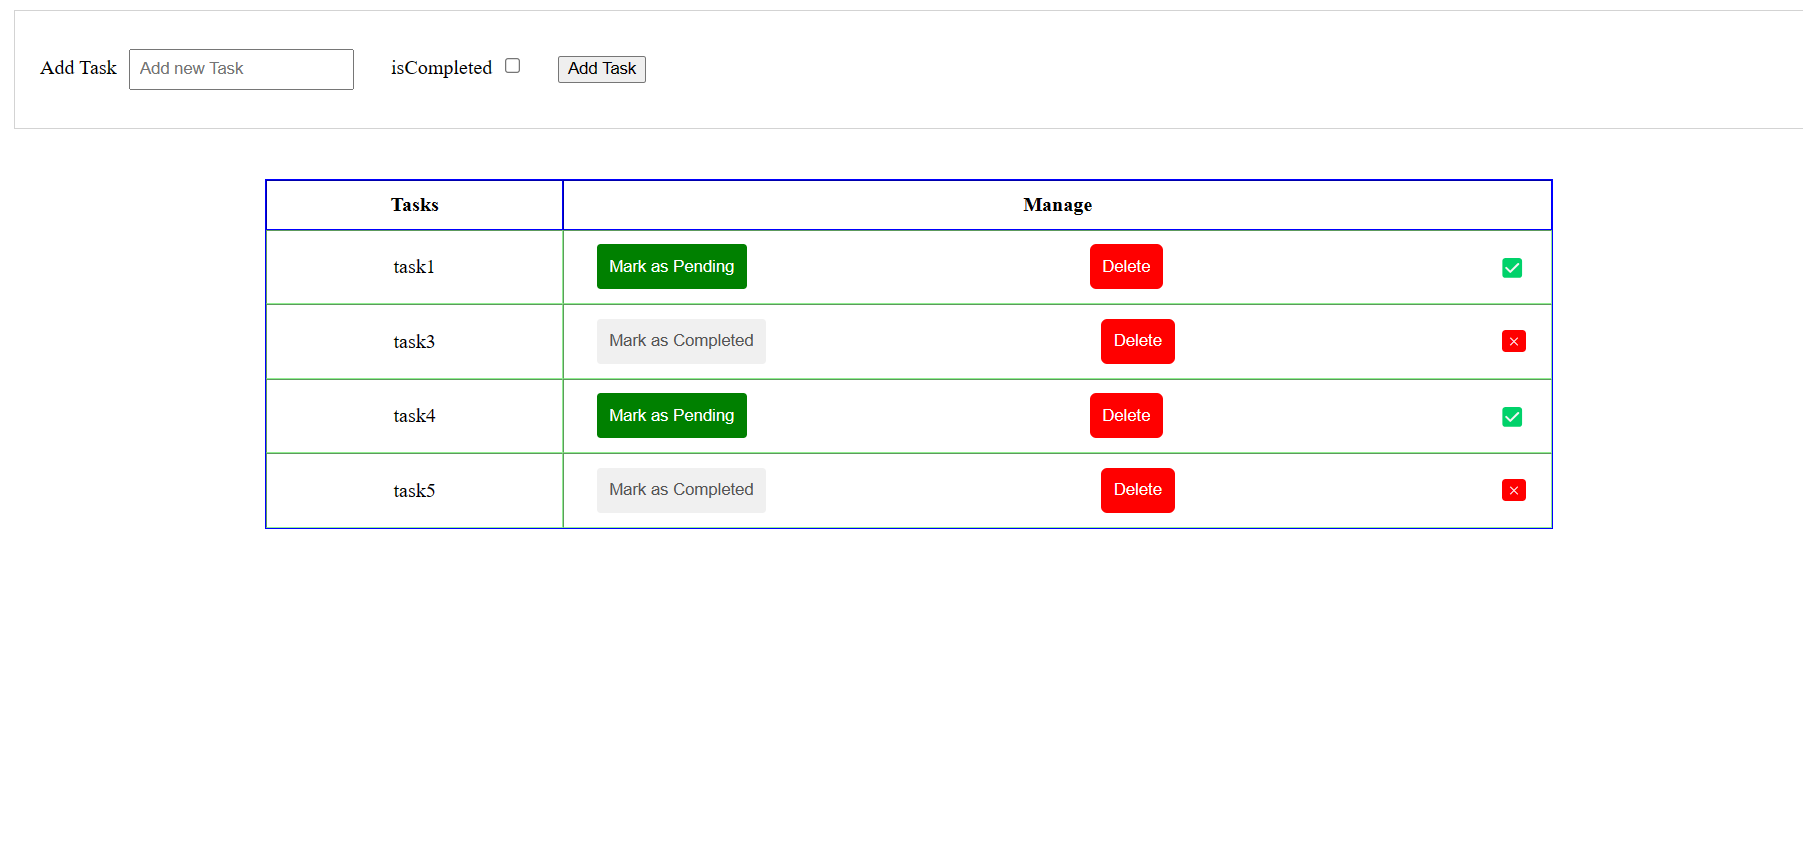 Add Task Add new Task isCompleted Add Task
Tasks Manage
task1 Mark as Pending Delete
task3 Mark as Completed Delete
task4 Mark as Pending Delete
task5 Mark as Completed Delete